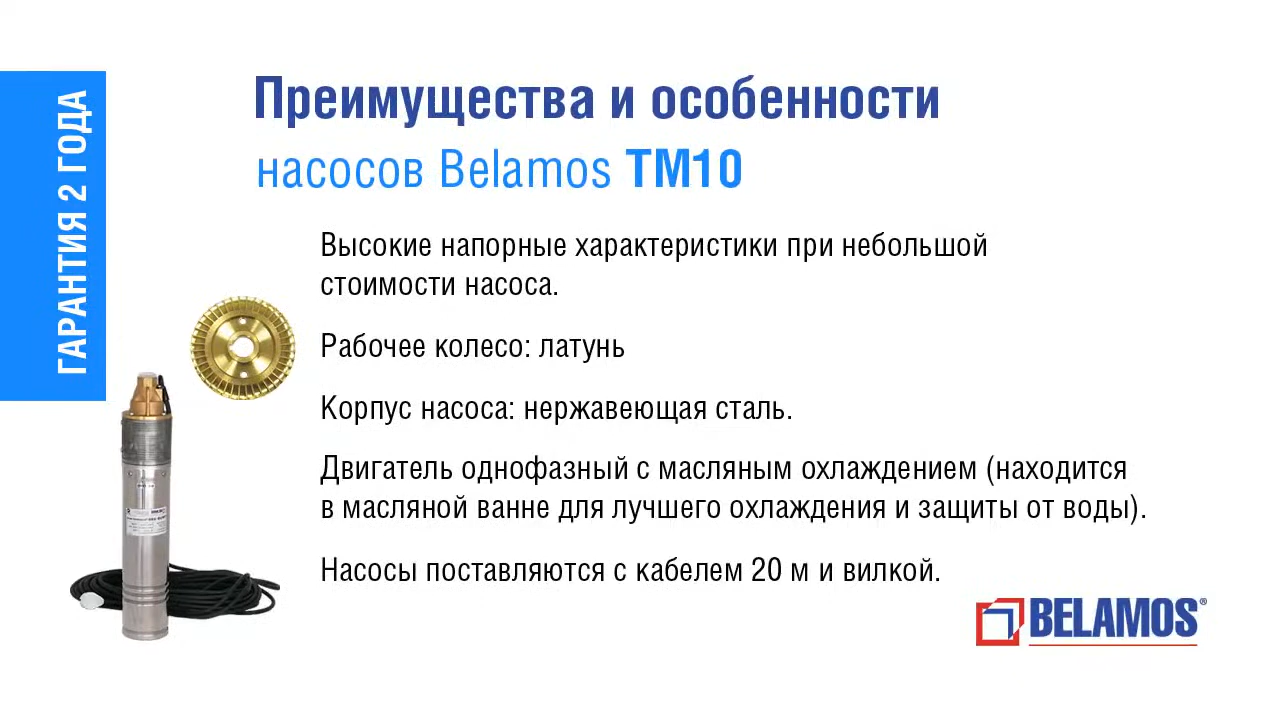 ГАРАНТИЯ 2 ГОДА
Преимущества и особенности
насосов Belamos TM10
Высокие напорные характеристики при небольшой
стоимости насоса.
Рабочее колесо: латунь
Корпус насоса: нержавеющая сталь.
Двигатель однофазный с масляным охлаждением (находится
в масляной ванне для лучшего охлаждения и защиты от воды).
Насосы поставляются с кабелем 20 м и вилкой.
BELAMOS®